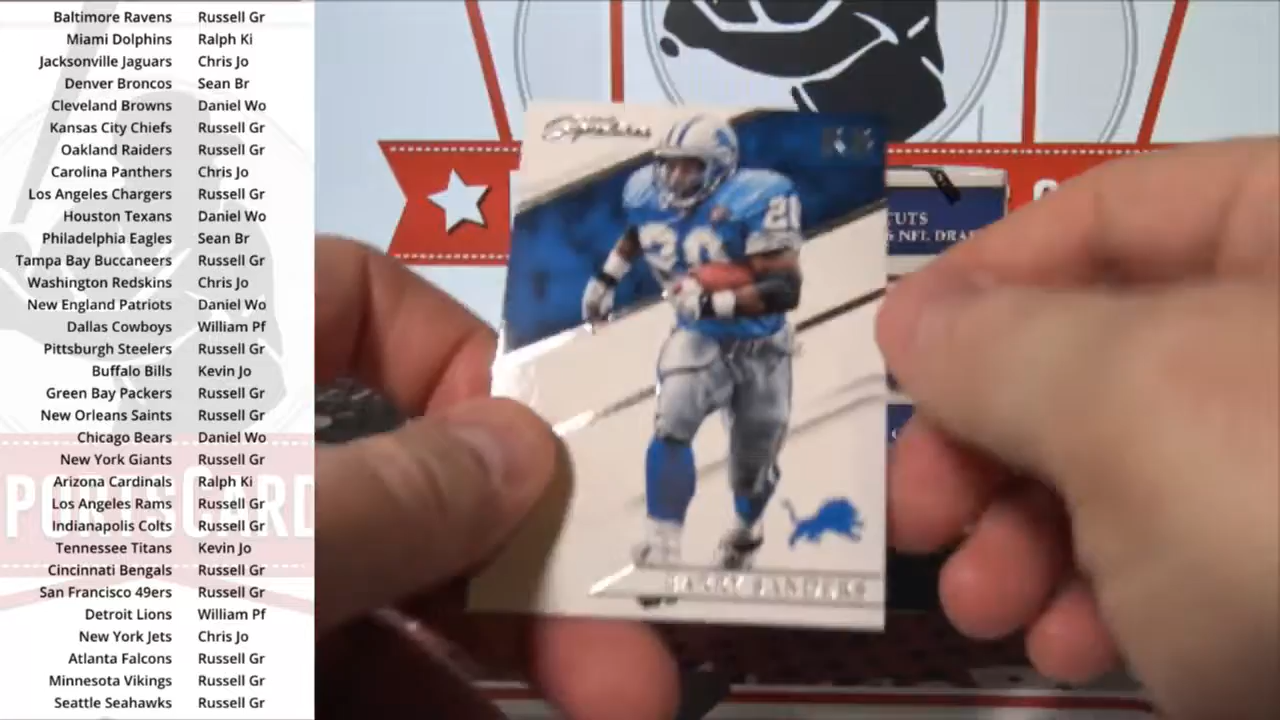 Baltimore Ravens Russell Gr
Miami Dolphins Ralph Ki
Jacksonville Jaguars Chris Jo
Denver Broncos Sean Br
Cleveland Browns Daniel Wo
Kansas City Chiefs Russell Gr
Oakland Raiders Russell Gr
Carolina Panthers Chris Jo
Los Angeles Chargers Russell Gr
Houston Texans Daniel Wo
Philadelphia Eagles Sean Br
Tampa Bay Buccaneers Russell Gr
Washington Redskins Chris Jo
New England Patriots Daniel Wo
Dallas Cowboys William Pf
Pittsburgh Steelers Russell Gr
Buffalo Bills Kevin Jo
Green Bay Packers Russell Gr
New Orleans Saints Russell Gr
Chicago Bears Daniel Wo
New York Giants Russell Gr
Arizona Cardinals Ralph Ki
Los Angeles Rams Russell Gr
Indianapolis Colts Russell Gr
Tennessee Titans Kevin Jo
Cincinnati Bengals Russell Gr
San Francisco 49ers Russell Gr
Detroit Lions William Pf
New York Jets Chris Jo
Atlanta Falcons Russell Gr
Minnesota Vikings Russell Gr
Seattle Seahawks Russell Gr
PORTSCARD
Signatures
20
20
BARRY SANDERS
CUTS
NFL DRA